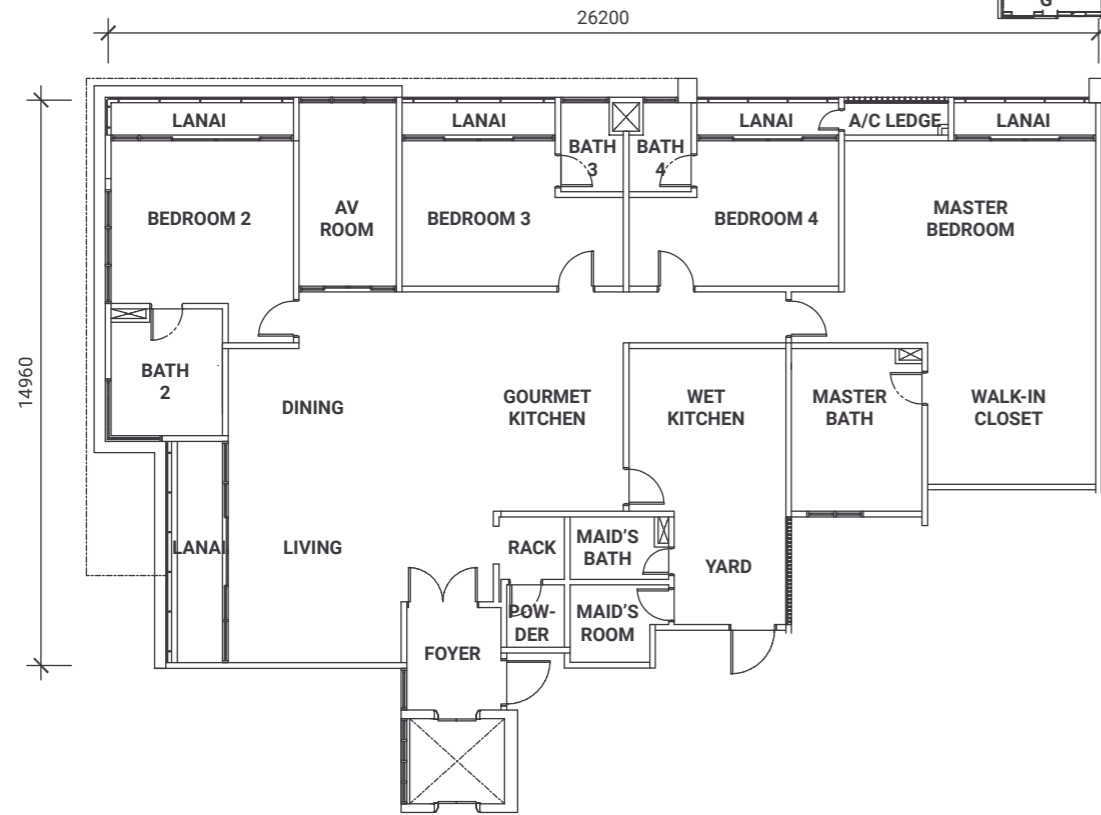 G
26200
LANAI
LANAI
LANAI
A/C LEDGE
LANAI
BATH
3
BATH
4
BEDROOM 2
AV
ROOM
BEDROOM 3
BEDROOM 4
MASTER
BEDROOM
14960
BATH
2
DINING
GOURMET
KITCHEN
WET
KITCHEN
MASTER
BATH
WALK-IN
CLOSET
LANAI
LIVING
RACK
MAID'S
BATH
YARD
POW-
DER
MAID'S
ROOM
FOYER